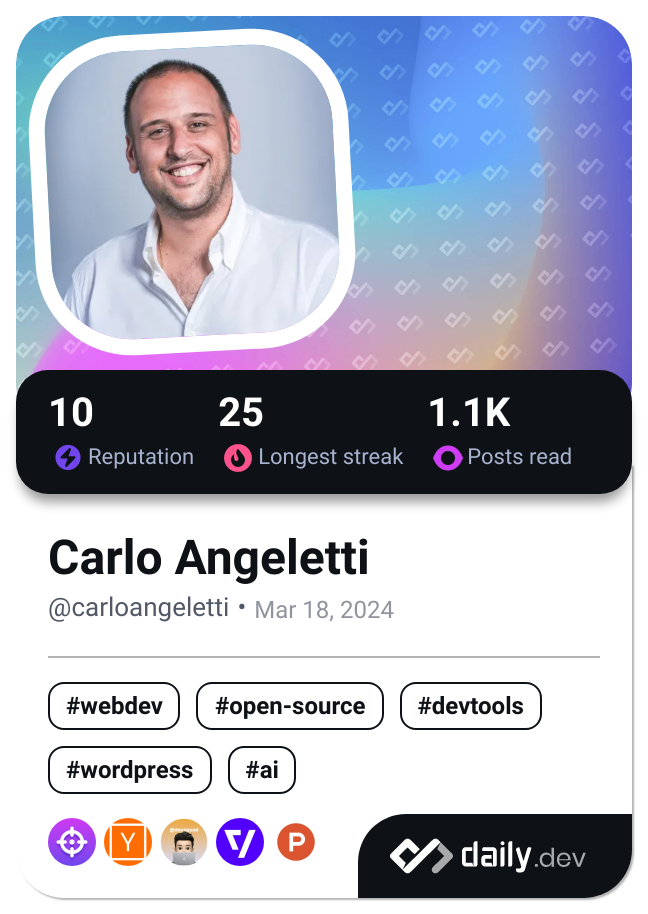 10 25 1.1K
Reputation Longest streak Posts read
Carlo Angeletti
@carloangeletti • Mar 18, 2024
#webdev #open-source #devtools
#wordpress #ai
Y P daily.dev